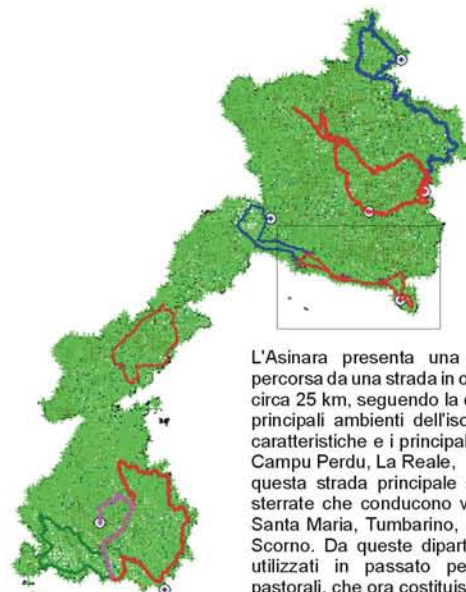 L'Asinara presenta una
percorsa da una strada in c
circa 25 km, seguendo la
principali ambienti dell'iso
caratteristiche e i principal
Campu Perdu, La Reale,
questa strada principale
sterrate che conducono v
Santa Maria, Tumbarino,
Scorno. Da queste dipart
utilizzati in passato pe
pastorali, che ora costituis